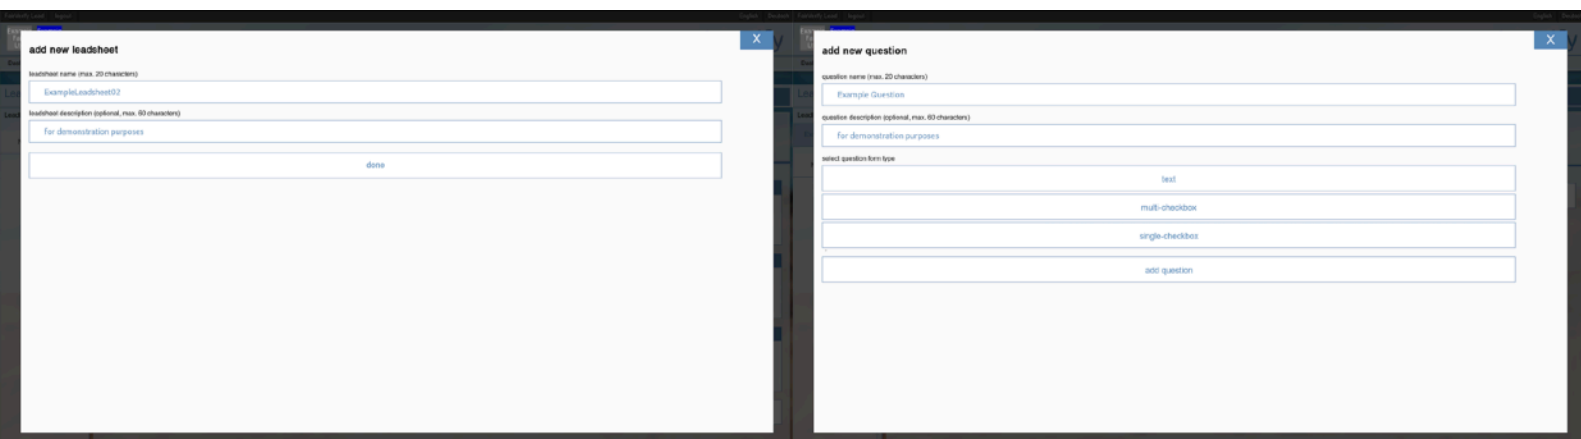 add new leadsheet
X
leadsheet name (max. 20 characters)
ExampleLeadsheet02
leadsheet description (optional, max. 60 characters)
for demonstration purposes
done
English Deutsch
add new question
X
question name (max. 20 characters)
Example Question
question description (optional, max. 60 characters)
for demonstration purposes
select question form type
text
multi-checkbox
single-checkbox
add question